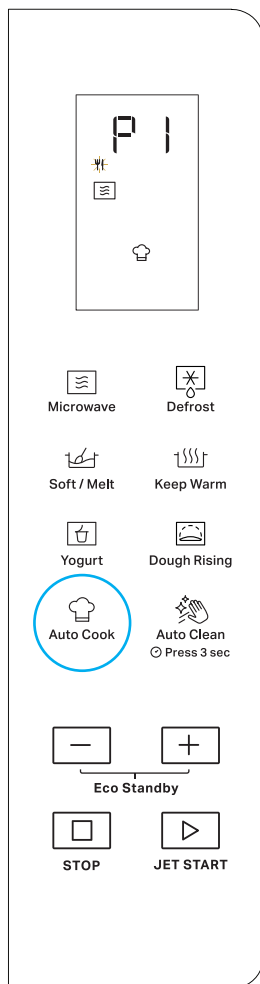 P1
Microwave
Defrost
Soft / Melt
Keep Warm
Yogurt
Dough Rising
Auto Cook
Auto Clean
Press 3 sec
Eco Standby
STOP
JET START